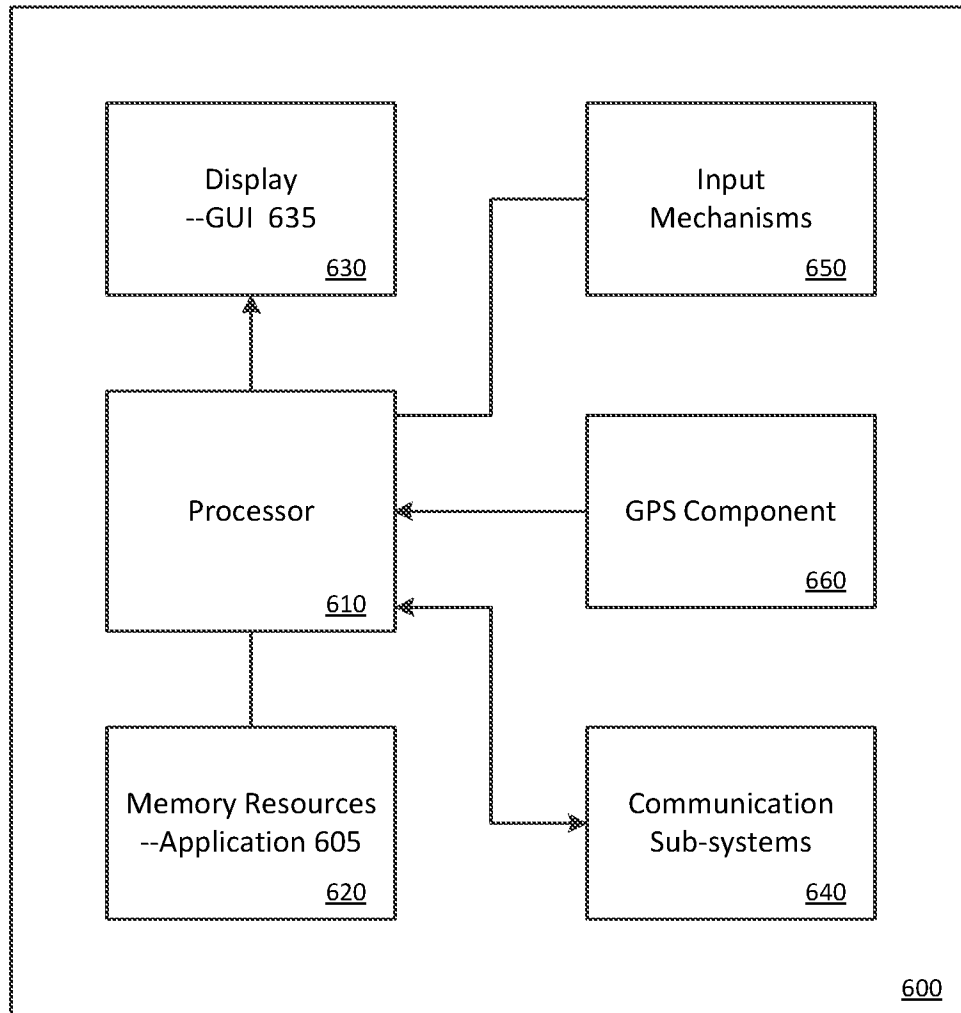 Display
--GUI 635
630
Input
Mechanisms
650
Processor
610
GPS Component
660
Memory Resources
--Application 605
620
Communication
Sub-systems
640
600